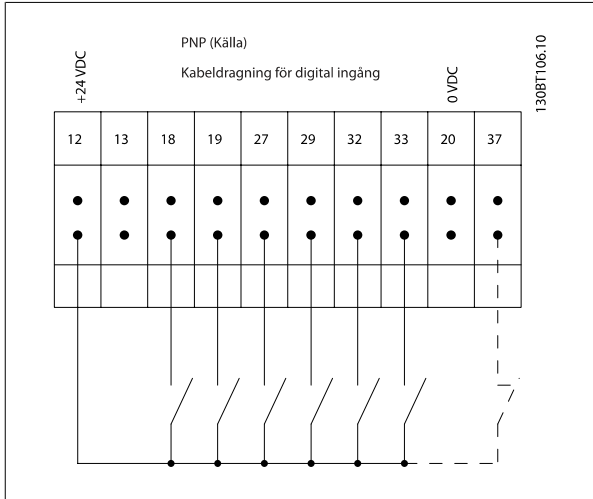 PNP (Källa)
Kabeldragning för digital ingång
+24 VDC
0 VDC
130BT106.10
12 13 18 19 27 29 32 33 20 37